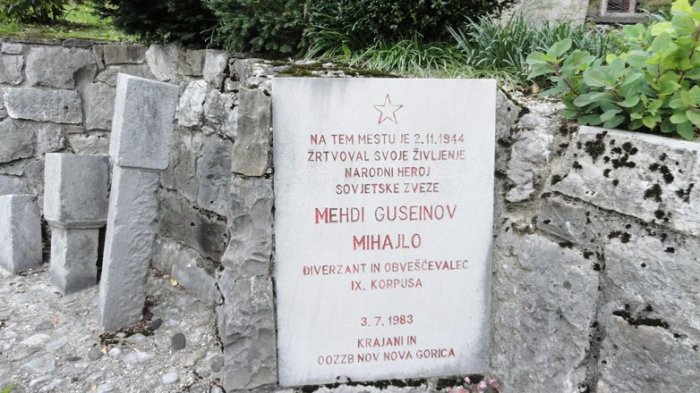 NA TEM MESTU JE 2.11.1944
ŽRTVOVAL SVOJE ŽIVLJENJE
NARODNI HEROJ
SOVJETSKE ZVEZE
MEHDI GUSEINOV
MIHAJLO
DIVERZANT IN OBVEŠČEVALEC
IX. KORPUSA
3.7.1983
KRAJANI IN
OOZZB NOV NOVA GORICA